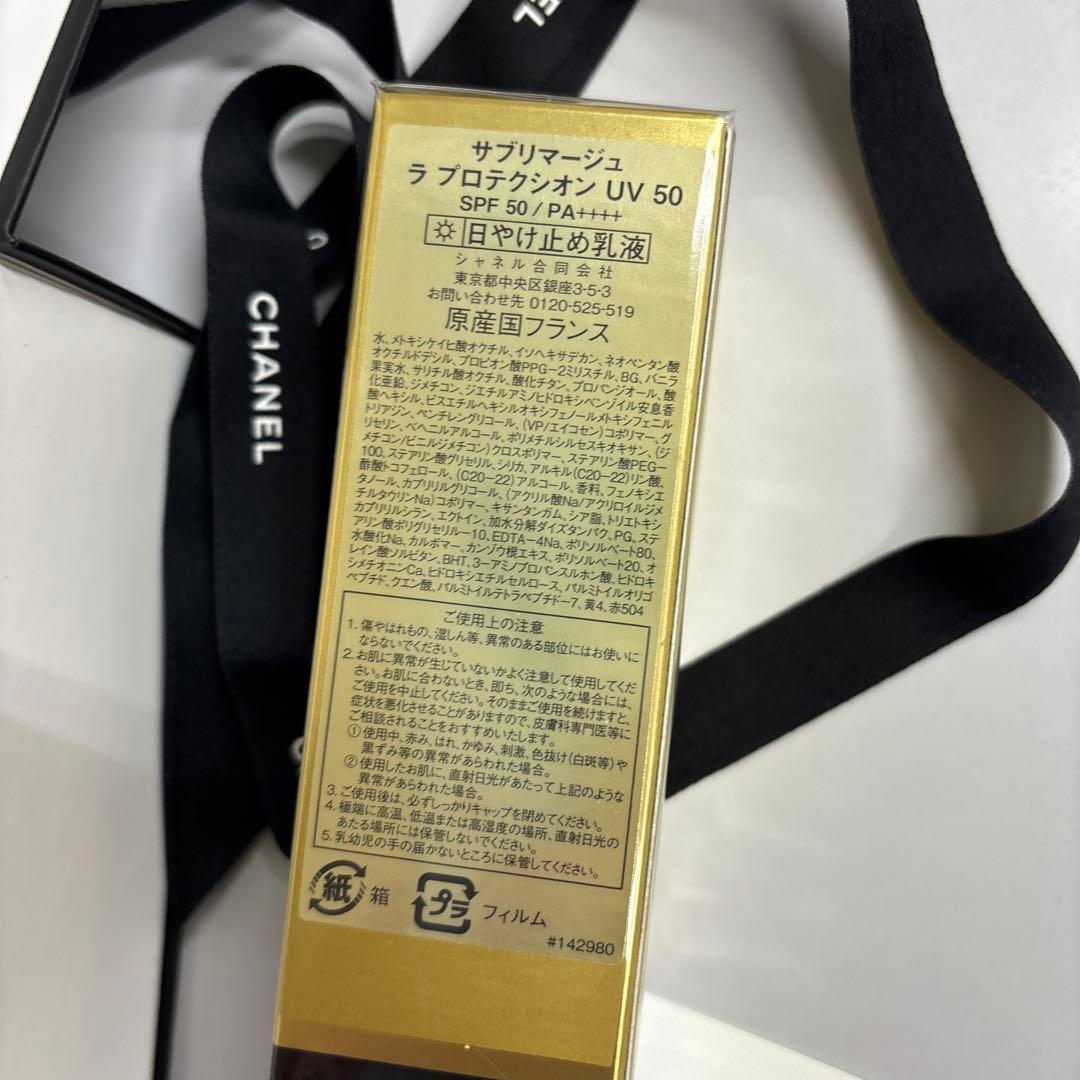 EL
CHANEL
サブリマージュ
ラ プロテクシオン UV 50
SPF 50 / PA++++
日やけ止め乳液
シャネル合同会社
東京都中央区銀座3-5-3
お問い合わせ先 0120-525-519
原産国フランス
水、メトキシケイヒ酸オクチル、イソヘキサデカン、ネオペンタン酸
オクチルドデシル、プロピオン酸PPG-2ミリスチル、BG、バニラ
果実水、サリチル酸オクチル、酸化チタン、プロパンジオール、酸
化亜鉛、ジメチコン、ジエチルアミノヒドロキシベンゾイル安息香
酸ヘキシル、ビスエチルヘキシルオキシフェノールメトキシフェニル
トリアジン、ペンチレングリコール、(VP/エイコセン)コポリマー、グ
リセリン、ベヘニルアルコール、ポリメチルシルセスキオキサン、(ジ
メチコン/ビニルジメチコン)クロスポリマー、ステアリン酸PEG-
100、ステアリン酸グリセリル、シリカ、アルキル(C20-22)リン酸、
酢酸トコフェロール、(C20-22)アルコール、香料、フェノキシエ
タノール、カプリリルグリコール、(アクリル酸Na/アクリロイルジメ
チルタウリンNa)コポリマー、キサンタンガム、シア脂、トリエトキシ
カプリリルシラン、エクトイン、加水分解ダイズタンパク、PG、ステ
アリン酸ポリグリセリル-10、EDTA-4Na、ポリソルベート80、
水酸化Na、カルボマー、カンゾウ根エキス、ポリソルベート20、オ
レイン酸ソルビタン、BHT、3-アミノプロパンスルホン酸、ヒドロキ
シメチオニンCa、ヒドロキシエチルセルロース、パルミトイルオリゴ
ペプチド、クエン酸、パルミトイルテトラペプチド-7、黄4、赤504
ご使用上の注意
1. 傷やはれもの、湿しん等、異常のある部位にはお使いに
ならないでください。
2. お肌に異常が生じていないかよく注意して使用してくだ
さい。お肌に合わないとき、即ち、次のような場合には、
ご使用を中止してください。そのままご使用を続けますと、
症状を悪化させることがありますので、皮膚科専門医等に
ご相談されることをおすすめいたします。
①使用中、赤み、はれ、かゆみ、刺激、色抜け(白斑等)や
黒ずみ等の異常があらわれた場合。
②使用したお肌に、直射日光があたって上記のような
異常があらわれた場合。
3. ご使用後は、必ずしっかりキャップを閉めてください。
4. 極端に高温、低温または高湿度の場所、直射日光の
あたる場所には保管しないでください。
5. 乳幼児の手の届かないところに保管してください。
紙 箱 プラ フィルム
#142980